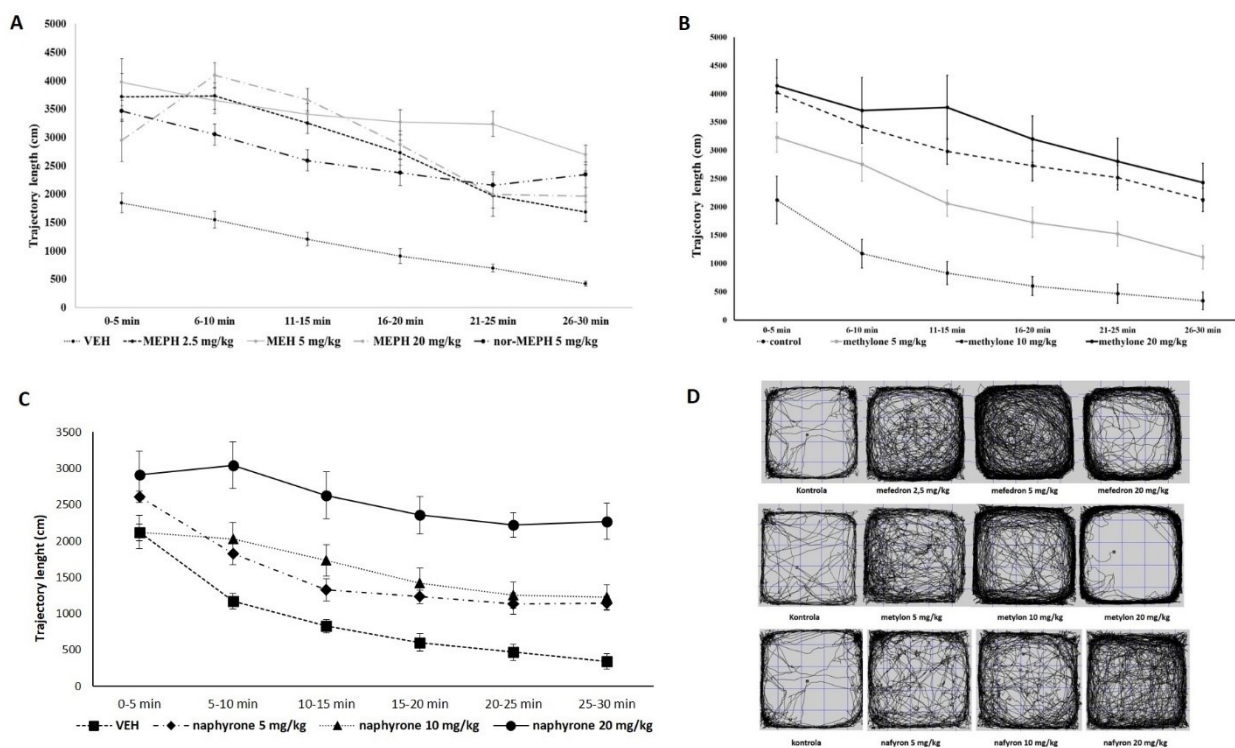 A
Trajectory length (cm)
5000
4500
4000
3500
3000
2500
2000
1500
1000
500
0
0-5 min 6-10 min 11-15 min 16-20 min 21-25 min 26-30 min
VEH MEPH 2.5 mg/kg MEH 5 mg/kg MEPH 20 mg/kg nor-MEPH 5 mg/kg
B
Trajectory length (cm)
5000
4500
4000
3500
3000
2500
2000
1500
1000
500
0
0-5 min 6-10 min 11-15 min 16-20 min 21-25 min 26-30 min
control methylone 5 mg/kg methylone 10 mg/kg methylone 20 mg/kg
C
Trajectory lenght (cm)
3500
3000
2500
2000
1500
1000
500
0
0-5 min 5-10 min 10-15 min 15-20 min 20-25 min 25-30 min
VEH naphyrone 5 mg/kg naphyrone 10 mg/kg naphyrone 20 mg/kg
D
Kontrola mefedron 2,5 mg/kg mefedron 5 mg/kg mefedron 20 mg/kg
Kontrola metylon 5 mg/kg metylon 10 mg/kg metylon 20 mg/kg
kontrola nafyron 5 mg/kg nafyron 10 mg/kg nafyron 20 mg/kg